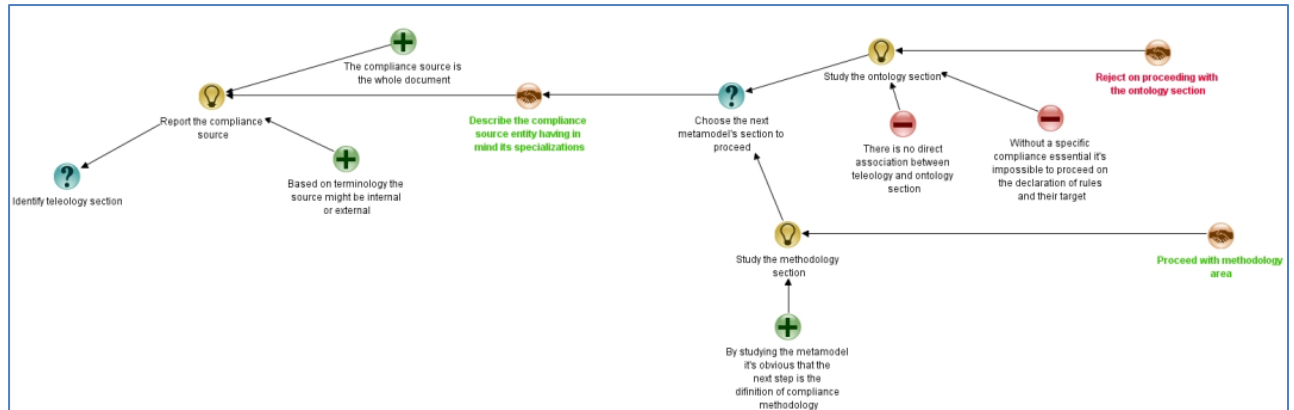 The compliance source is
the whole document
Report the compliance
source
Describe the compliance
source entity having in
mind its specializations
Based on terminology the
source might be internal
or external
Identify teleology section
Choose the next
metamodel's section to
proceed
Study the ontology section
Reject on proceeding with
the ontology section
There is no direct
association between
teleology and ontology
section
Without a specific
compliance essential it's
impossible to proceed on
the declaration of rules
and their target
Study the methodology
section
Proceed with methodology
area
By studying the metamodel
it's obvious that the
next step is the
difinition of compliance
methodology